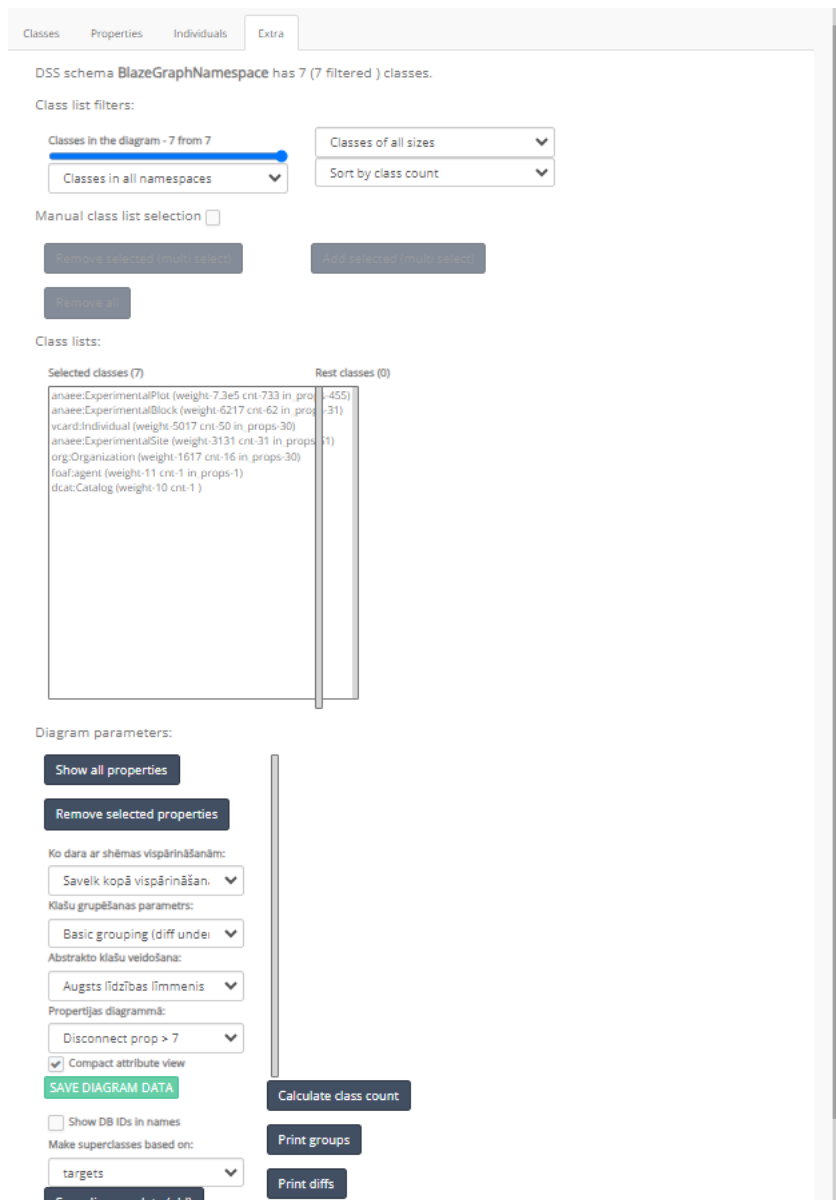 Classes Properties Individuals Extra
DSS schema BlazeGraphNamespace has 7 (7 filtered ) classes.
Class list filters:
Classes in the diagram - 7 from 7
Classes of all sizes
Classes in all namespaces
Sort by class count
Manual class list selection
Remove selected (multi select)
Add selected (multi select)
Remove all
Class lists:
Selected classes (7)
Rest classes (0)
anaee:ExperimentalPlot (weight-7.3e5 cnt-733 in_pro -455)
anaee:ExperimentalBlock (weight-6217 cnt-62 in_prop -31)
vcard:Individual (weight-5017 cnt-50 in_props-30)
anaee:ExperimentalSite (weight-3131 cnt-31 in_props 1)
org:Organization (weight-1617 cnt-16 in_props-30)
foaf:agent (weight-11 cnt-1 in_props-1)
dcat:Catalog (weight-10 cnt-1 )
Diagram parameters:
Show all properties
Remove selected properties
Ko dara ar shēmas vispārināšanām:
Savelk kopā vispārināšan
Klašu grupēšanas parametrs:
Basic grouping (diff unde
Abstrakto klašu veidošana:
Augsts līdzības līmmenis
Propertijas diagrammā:
Disconnect prop > 7
Compact attribute view
SAVE DIAGRAM DATA
Calculate class count
Show DB IDs in names
Make superclasses based on:
Print groups
targets
Print diffs